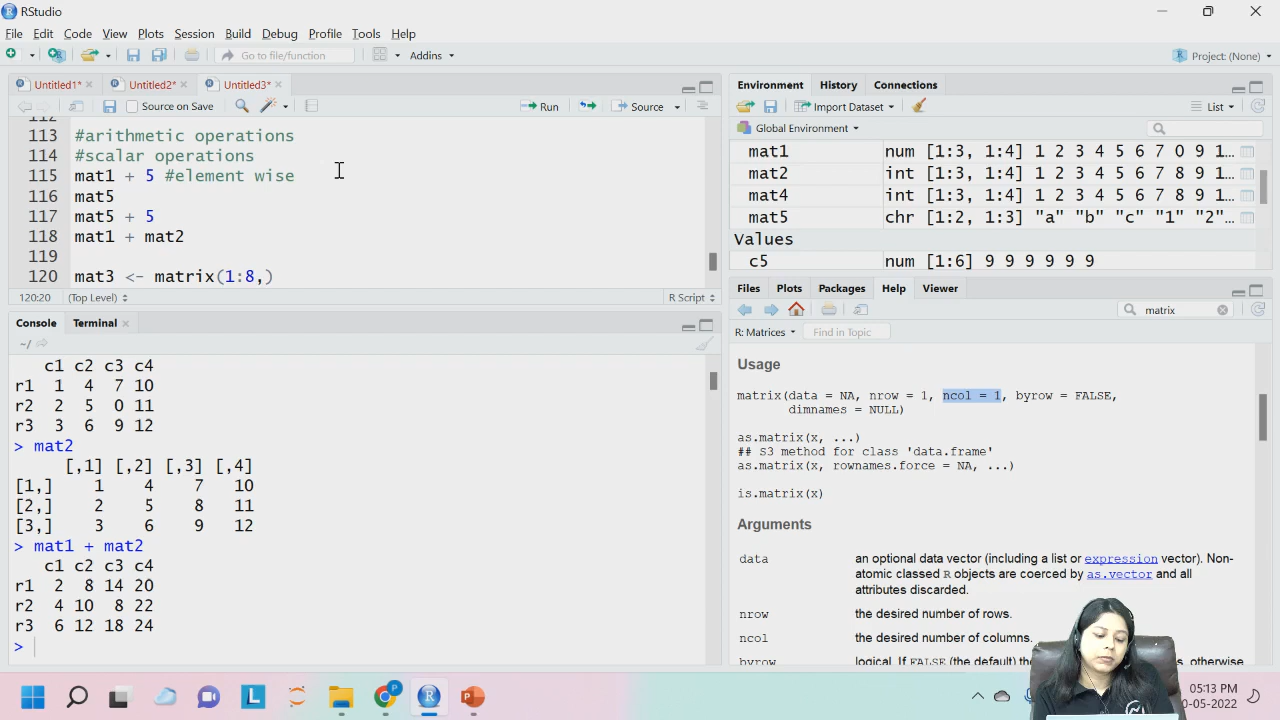 RStudio
File Edit Code View Plots Session Build Debug Profile Tools Help
Go to file/function Addins Project: (None)
Untitled1* Untitled2* Untitled3*
Source on Save Run Source
112
113 #arithmetic operations
114 #scalar operations
115 mat1 + 5 #element wise
116 mat5
117 mat5 + 5
118 mat1 + mat2
119
120 mat3 <- matrix(1:8,)
120:20 (Top Level) R Script
Console Terminal
~/
c1 c2 c3 c4
r1 1 4 7 10
r2 2 5 0 11
r3 3 6 9 12
> mat2
[,1] [,2] [,3] [,4]
[1,] 1 4 7 10
[2,] 2 5 8 11
[3,] 3 6 9 12
> mat1 + mat2
c1 c2 c3 c4
r1 2 8 14 20
r2 4 10 8 22
r3 6 12 18 24
>
Environment History Connections
Import Dataset List
Global Environment
mat1 num [1:3, 1:4] 1 2 3 4 5 6 7 0 9 1…
mat2 int [1:3, 1:4] 1 2 3 4 5 6 7 8 9 1…
mat4 int [1:3, 1:4] 1 2 3 4 5 6 7 8 9 1…
mat5 chr [1:2, 1:3] "a" "b" "c" "1" "2"…
Values
c5 num [1:6] 9 9 9 9 9 9
Files Plots Packages Help Viewer
matrix
R: Matrices Find in Topic
Usage
matrix(data = NA, nrow = 1, ncol = 1, byrow = FALSE,
dimnames = NULL)
as.matrix(x, ...)
## S3 method for class 'data.frame'
as.matrix(x, rownames.force = NA, ...)
is.matrix(x)
Arguments
data an optional data vector (including a list or expression vector). Non-
atomic classed R objects are coerced by as.vector and all
attributes discarded.
nrow the desired number of rows.
ncol the desired number of columns.
byrow logical. If FALSE (the default) the s, otherwise
05:13 PM
0-05-2022